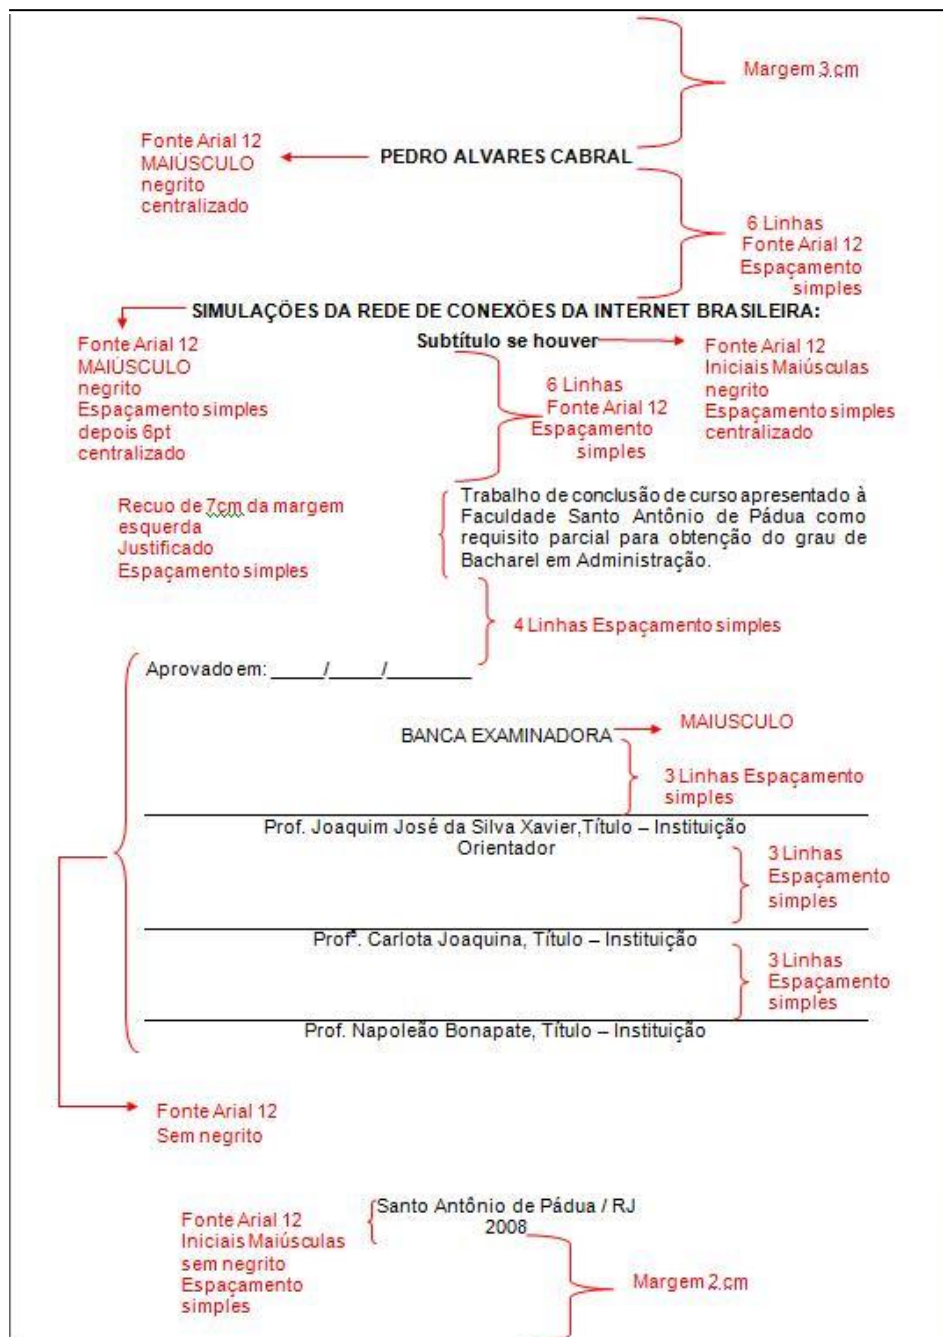 Margem 3 cm
Fonte Arial 12
MAIÚSCULO
negrito
centralizado
PEDRO ALVARES CABRAL
6 Linhas
Fonte Arial 12
Espaçamento
simples
SIMULAÇÕES DA REDE DE CONEXÕES DA INTERNET BRASILEIRA:
Subtítulo se houver
Fonte Arial 12
MAIÚSCULO
negrito
Espaçamento simples
depois 6pt
centralizado
Fonte Arial 12
Iniciais Maiúsculas
negrito
Espaçamento simples
centralizado
6 Linhas
Fonte Arial 12
Espaçamento
simples
Recuo de 7cm da margem
esquerda
Justificado
Espaçamento simples
Trabalho de conclusão de curso apresentado à
Faculdade Santo Antônio de Pádua como
requisito parcial para obtenção do grau de
Bacharel em Administração.
4 Linhas Espaçamento simples
Aprovado em: _____/_____/________
BANCA EXAMINADORA
MAIUSCULO
3 Linhas Espaçamento
simples
Prof. Joaquim José da Silva Xavier,Título – Instituição
Orientador
3 Linhas
Espaçamento
simples
Profª. Carlota Joaquina, Título – Instituição
3 Linhas
Espaçamento
simples
Prof. Napoleão Bonapate, Título – Instituição
Fonte Arial 12
Sem negrito
Santo Antônio de Pádua / RJ
2008
Fonte Arial 12
Iniciais Maiúsculas
sem negrito
Espaçamento
simples
Margem 2 cm